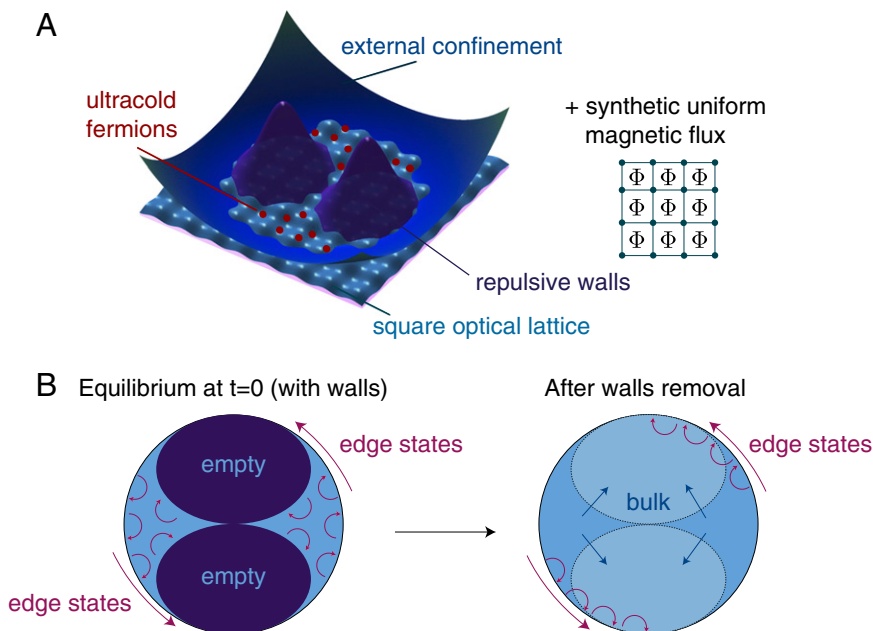 A
external confinement
ultracold
fermions
+ synthetic uniform
magnetic flux
Φ Φ Φ
Φ Φ Φ
Φ Φ Φ
repulsive walls
square optical lattice
B Equilibrium at t=0 (with walls) After walls removal
edge states edge states
empty
bulk
empty
edge states